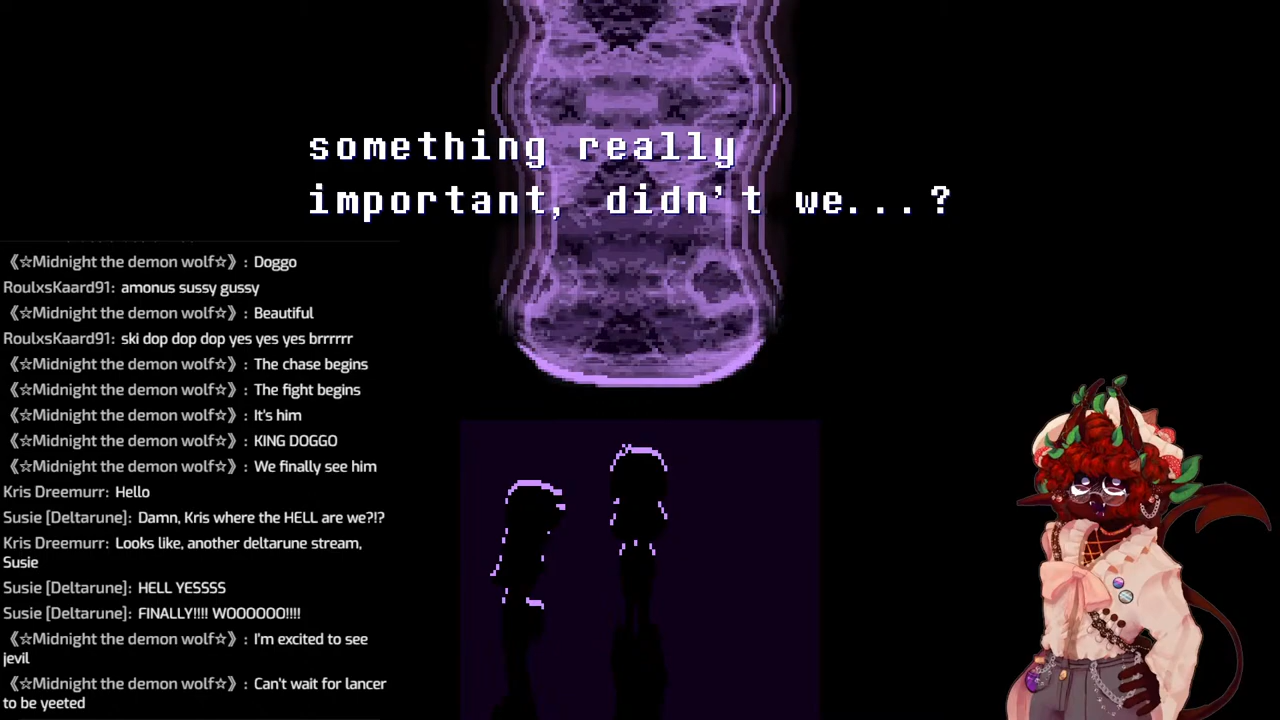 something really
important, didn't we...?
《☆Midnight the demon wolf☆》: Doggo
RoulxsKaard91: amonus sussy gussy
《☆Midnight the demon wolf☆》: Beautiful
RoulxsKaard91: ski dop dop dop yes yes yes brrrrrr
《☆Midnight the demon wolf☆》: The chase begins
《☆Midnight the demon wolf☆》: The fight begins
《☆Midnight the demon wolf☆》: It's him
《☆Midnight the demon wolf☆》: KING DOGGO
《☆Midnight the demon wolf☆》: We finally see him
Kris Dreemurr: Hello
Susie [Deltarune]: Damn, Kris where the HELL are we?!?
Kris Dreemurr: Looks like, another deltarune stream,
Susie
Susie [Deltarune]: HELL YESSSS
Susie [Deltarune]: FINALLY!!!! WOOOOOO!!!!
《☆Midnight the demon wolf☆》: I'm excited to see
jevil
《☆Midnight the demon wolf☆》: Can't wait for lancer
to be yeeted